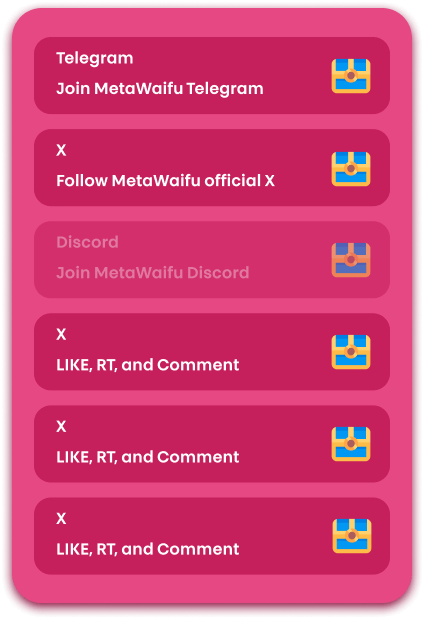 Telegram
Join MetaWaifu Telegram
X
Follow MetaWaifu official X
Discord
Join MetaWaifu Discord
X
LIKE, RT, and Comment
X
LIKE, RT, and Comment
X
LIKE, RT, and Comment